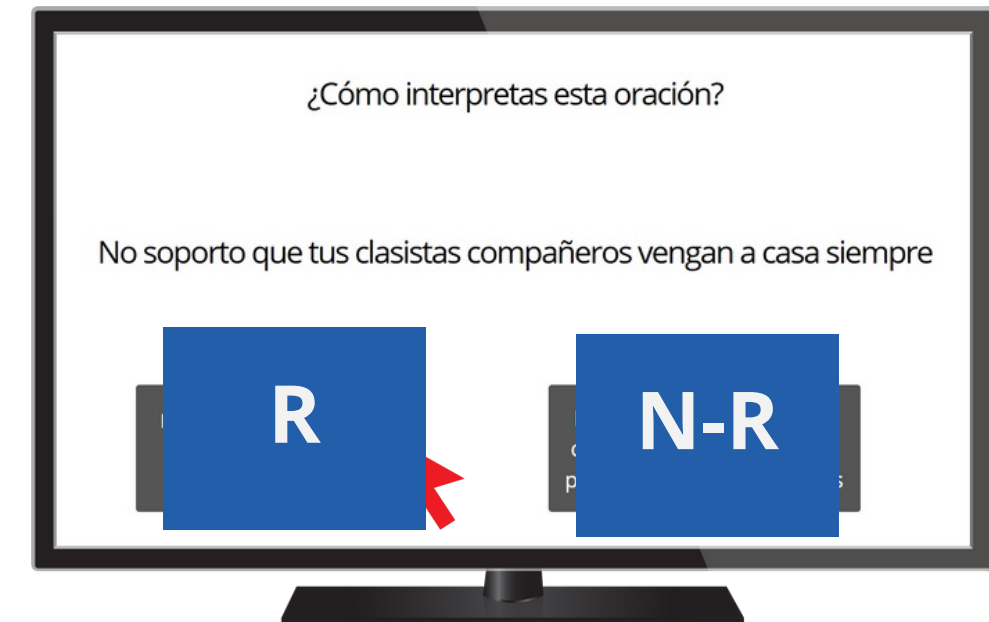 ¿Cómo interpretas esta oración?
No soporto que tus clasistas compañeros vengan a casa siempre
R
N-R